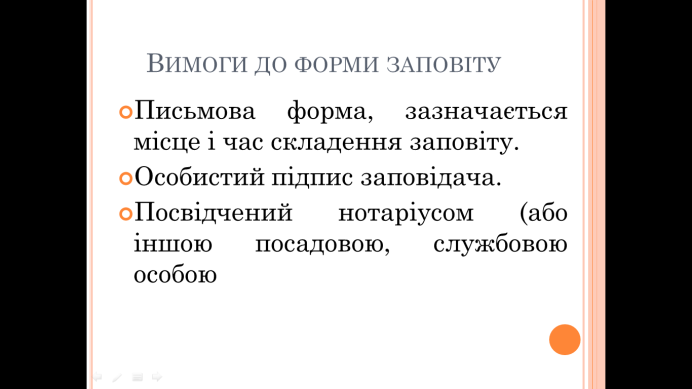 Вимоги до форми заповіту
Письмова форма, зазначається
місце і час складення заповіту.
Особистий підпис заповідача.
Посвідчений нотаріусом (або
іншою посадовою, службовою
особою